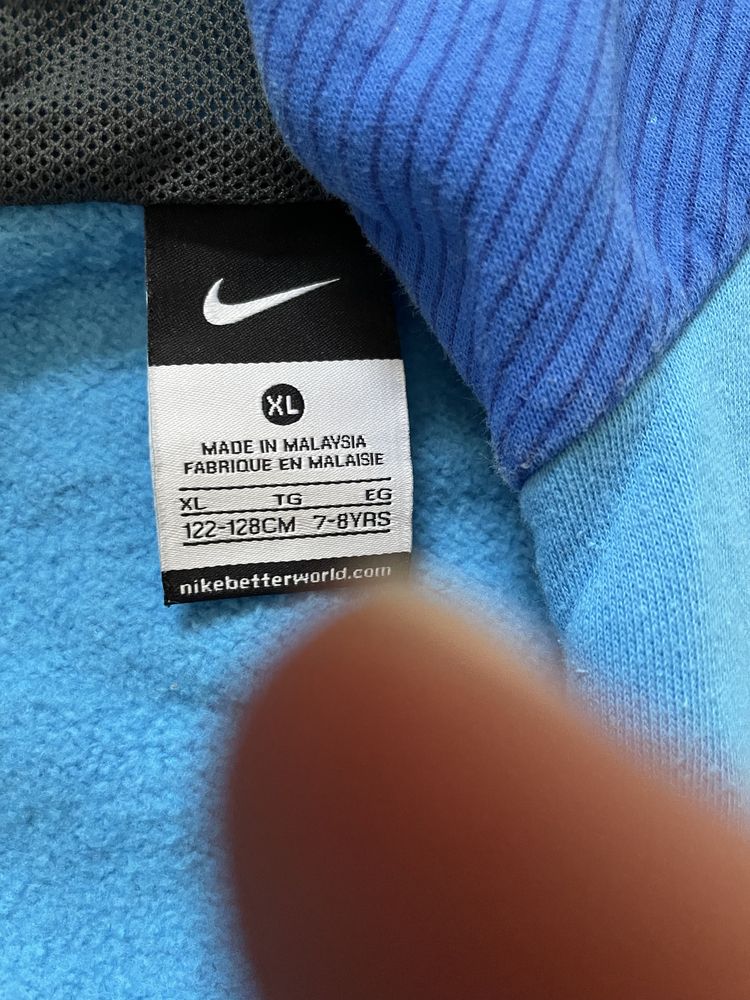 XL
MADE IN MALAYSIA
FABRIQUE EN MALAISIE
XL TG EG
122-128CM 7-8YRS
nikebetterworld.com